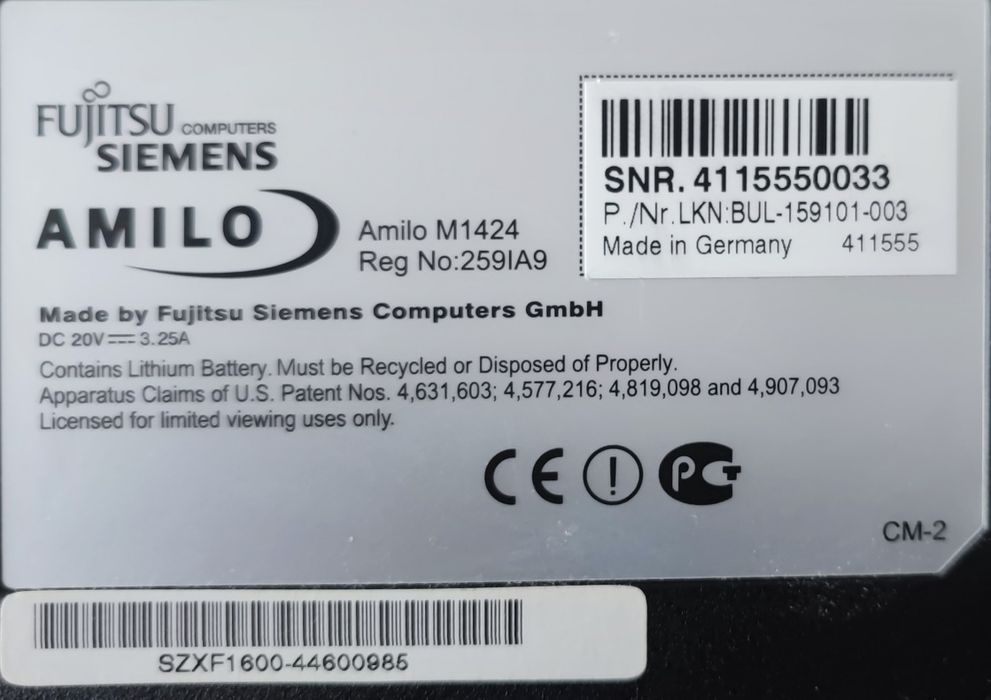 FUJITSU COMPUTERS
SIEMENS
AMILO
Amilo M1424
Reg No:259IA9
SNR. 4115550033
P./Nr.LKN:BUL-159101-003
Made in Germany 411555
Made by Fujitsu Siemens Computers GmbH
DC 20V⎓3.25A
Contains Lithium Battery. Must be Recycled or Disposed of Properly.
Apparatus Claims of U.S. Patent Nos. 4,631,603; 4,577,216; 4,819,098 and 4,907,093
Licensed for limited viewing uses only.
CE ! PCT
CM-2
SZXF1600-44600985